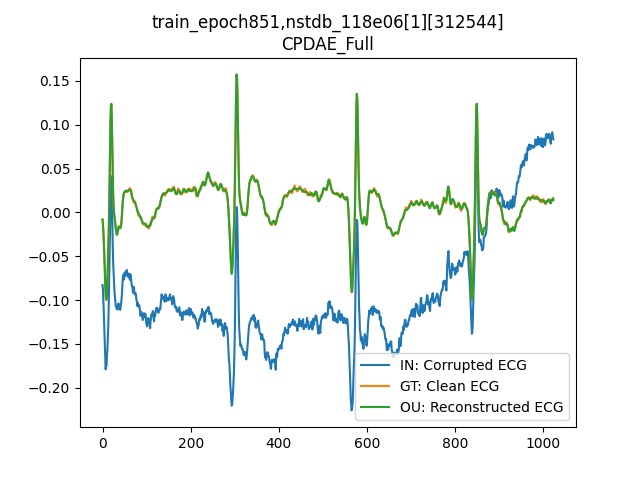 train_epoch851,nstdb_118e06[1][312544]
CPDAE_Full
0.15
0.10
0.05
0.00
−0.05
−0.10
−0.15
−0.20
IN: Corrupted ECG
GT: Clean ECG
OU: Reconstructed ECG
0 200 400 600 800 1000